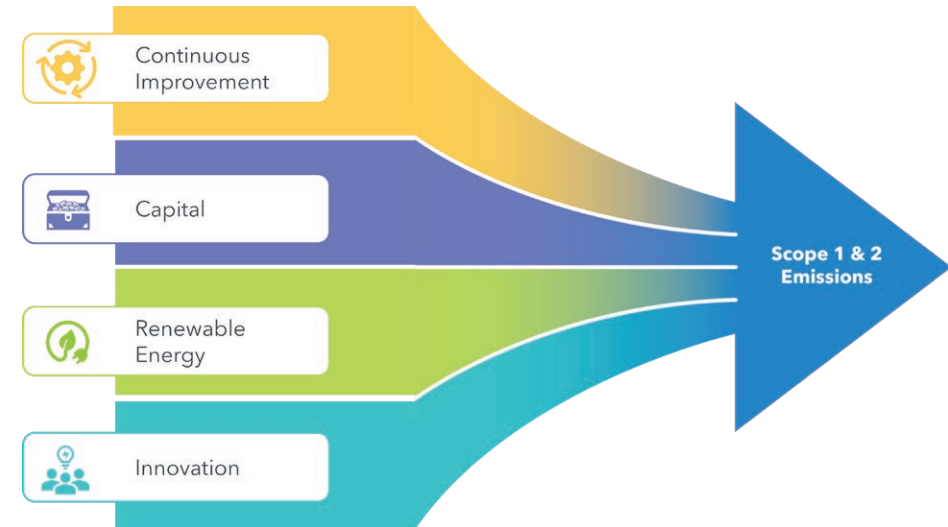 Continuous
Improvement
Capital
Renewable
Energy
Innovation
Scope 1 & 2
Emissions